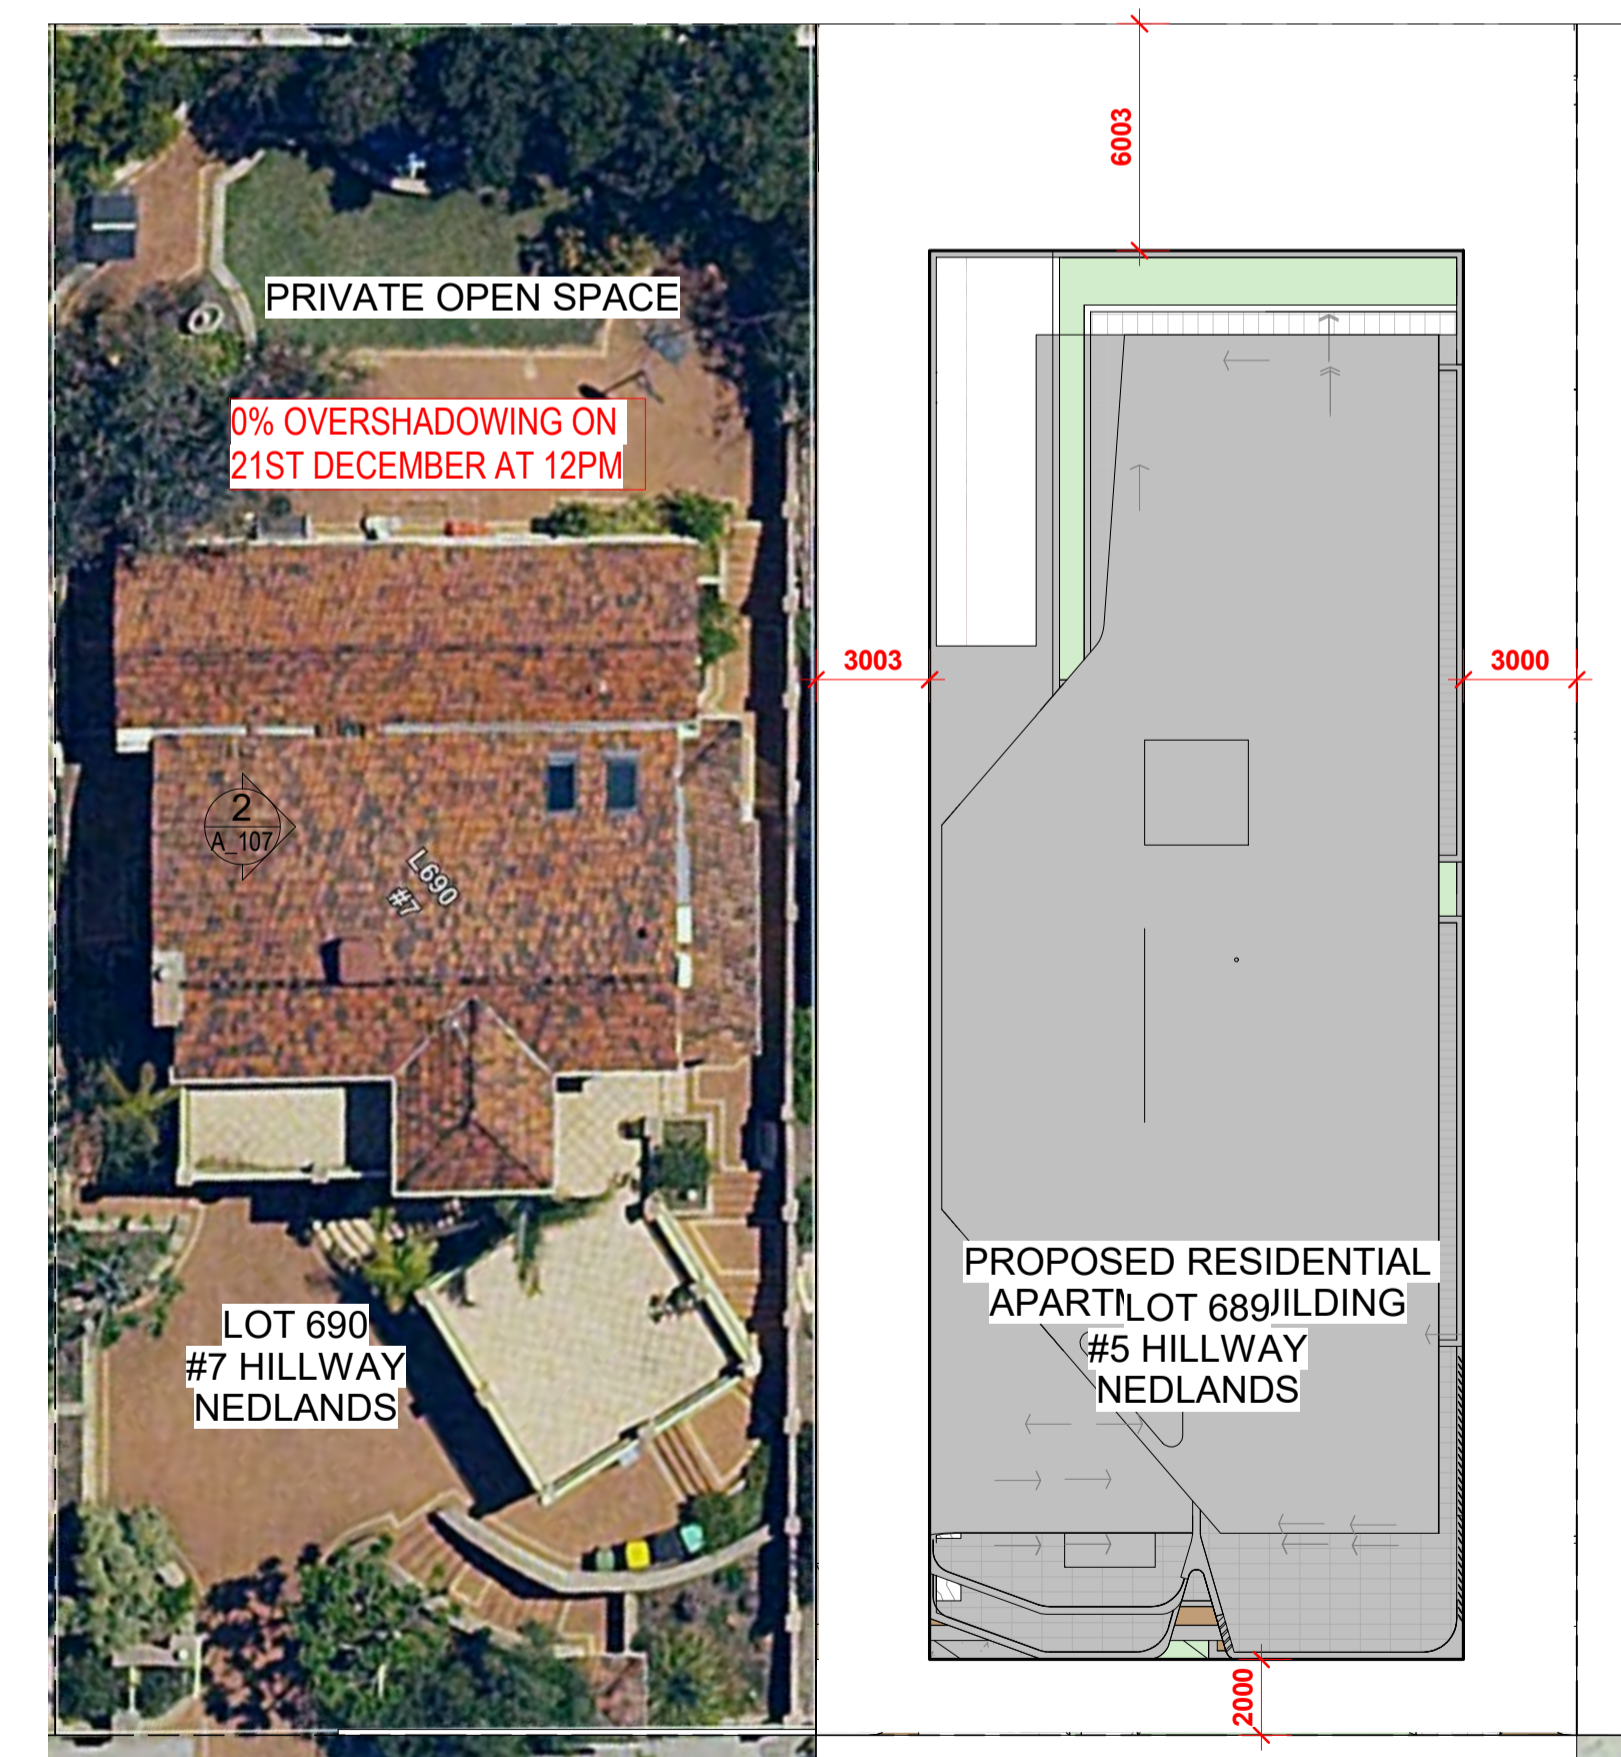 6003
PRIVATE OPEN SPACE
0% OVERSHADOWING ON
21ST DECEMBER AT 12PM
3003
3000
2
A_107
L690
#7
PROPOSED RESIDENTIAL
LOT 689
#5 HILLWAY
NEDLANDS
LOT 690
#7 HILLWAY
NEDLANDS
2000